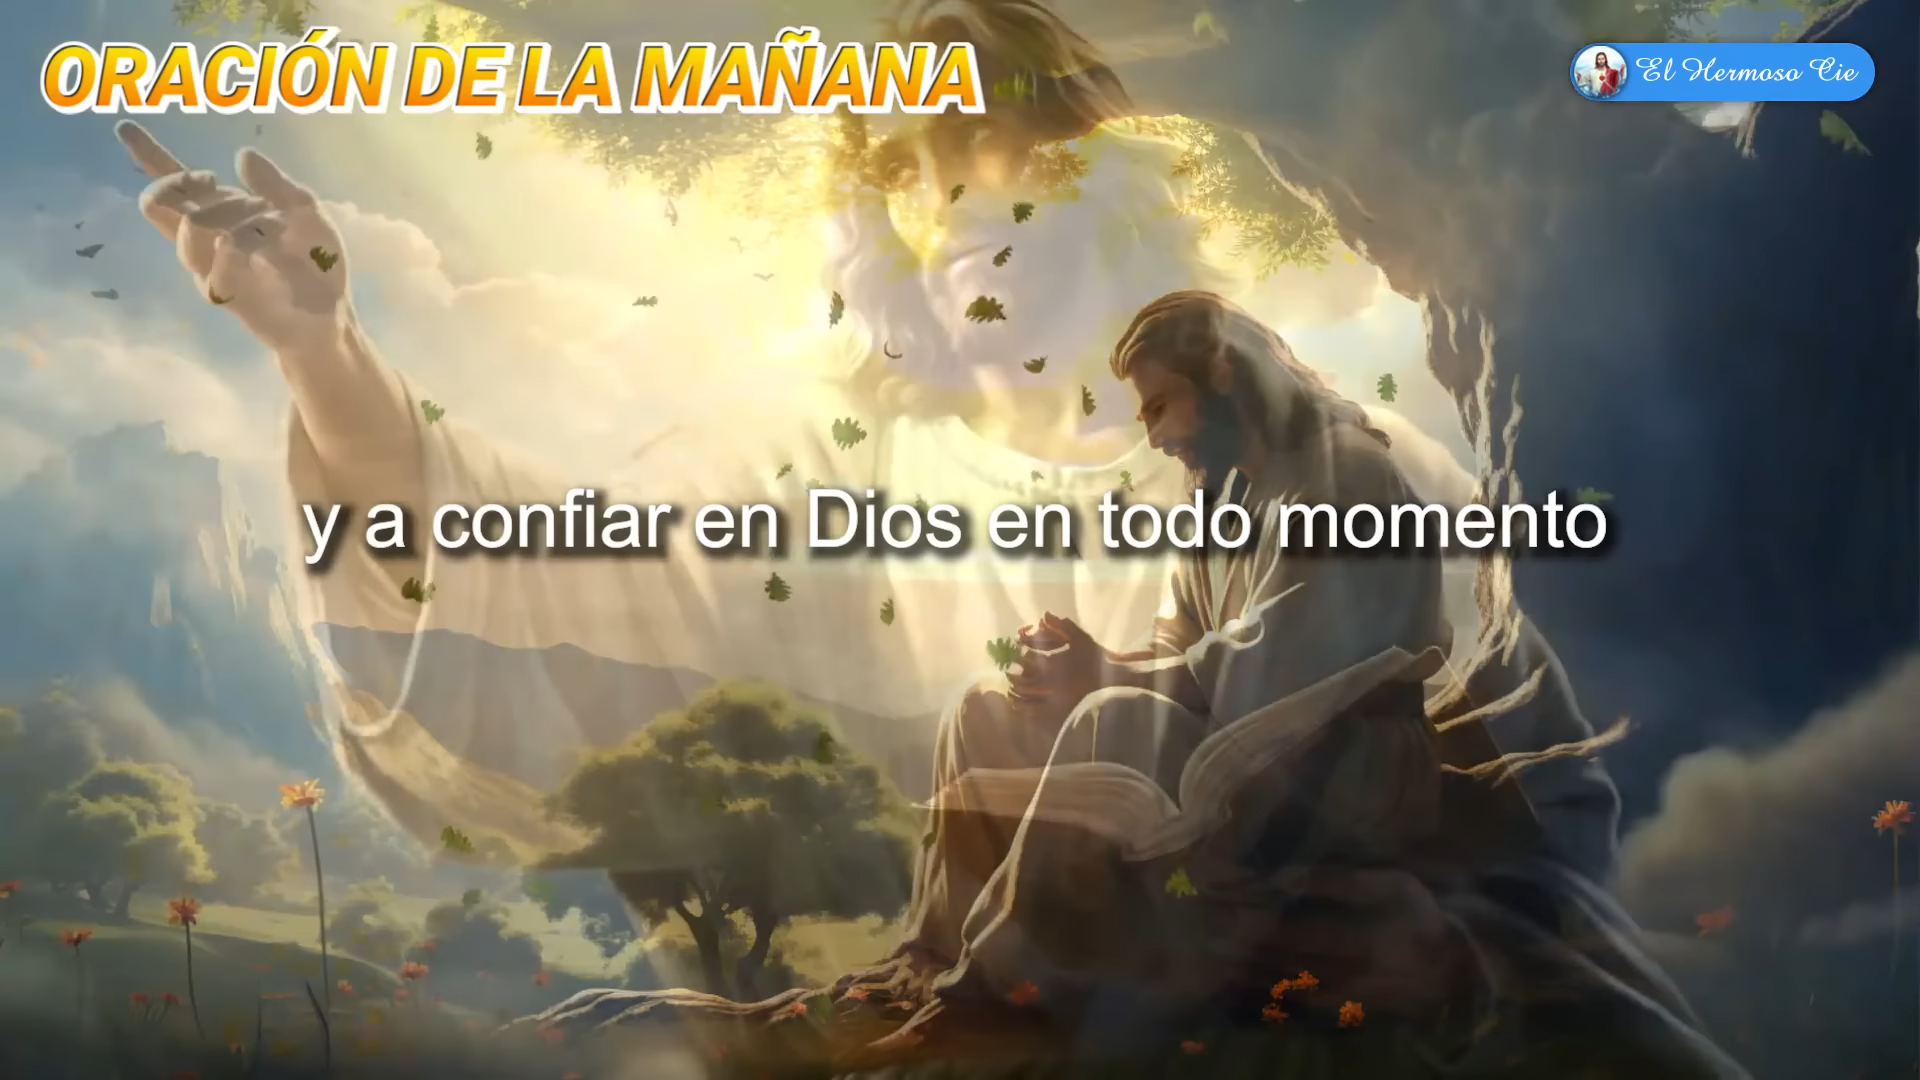 ORACIÓN DE LA MAÑANA
El Hermoso Cie
y a confiar en Dios en todo momento